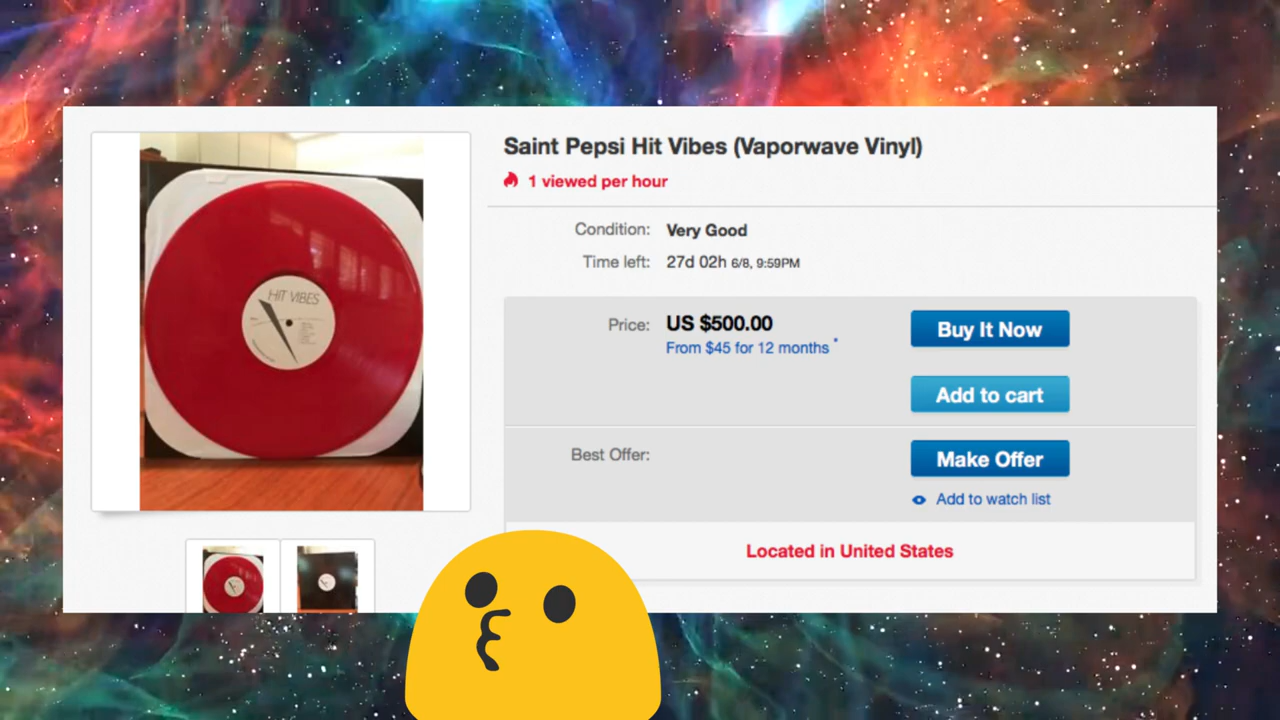 Saint Pepsi Hit Vibes (Vaporwave Vinyl)
1 viewed per hour
Condition: Very Good
Time left: 27d 02h 6/8, 9:59PM
Price: US $500.00
From $45 for 12 months *
Buy It Now
Add to cart
Best Offer:
Make Offer
Add to watch list
Located in United States
HIT VIBES